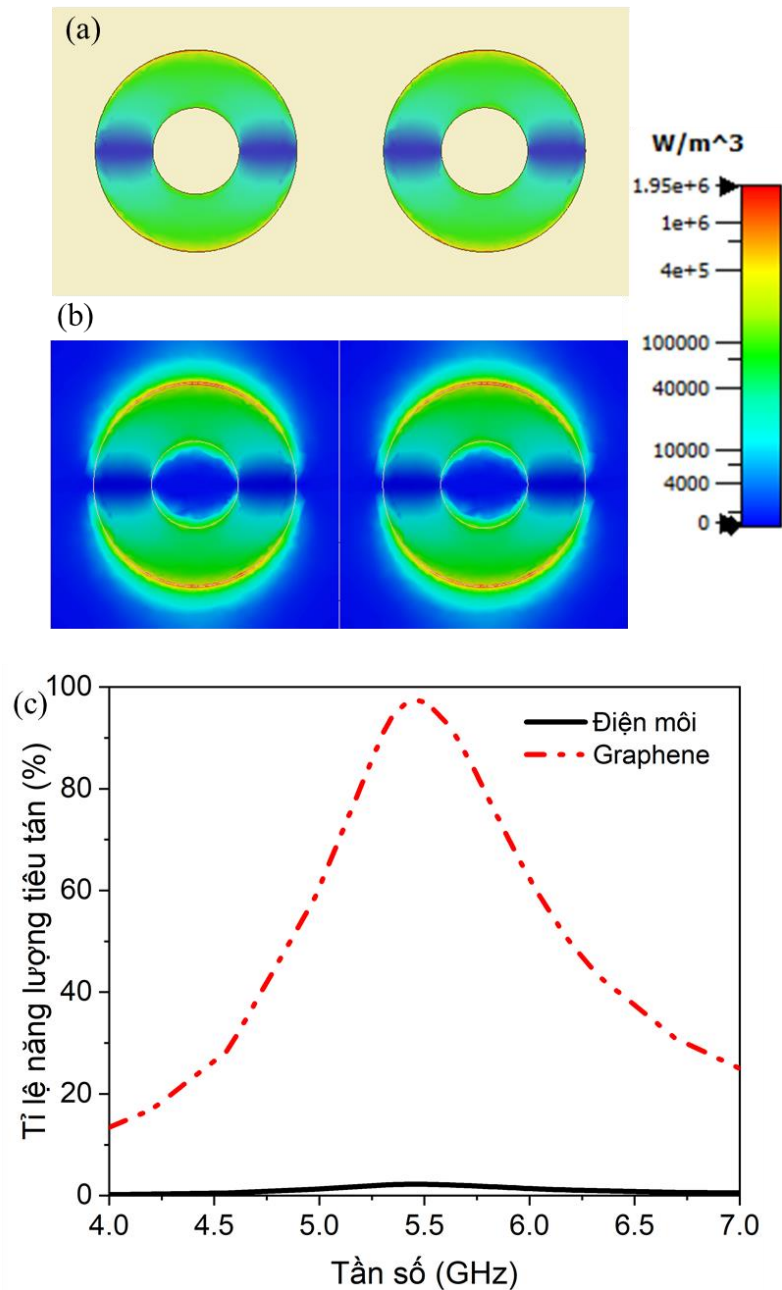 (a)
W/m^3
1.95e+6
1e+6
4e+5
100000
40000
10000
4000
0
(b)
(c)
Điện môi
Graphene
Tỉ lệ năng lượng tiêu tán (%)
100
80
60
40
20
0
4.0 4.5 5.0 5.5 6.0 6.5 7.0
Tần số (GHz)